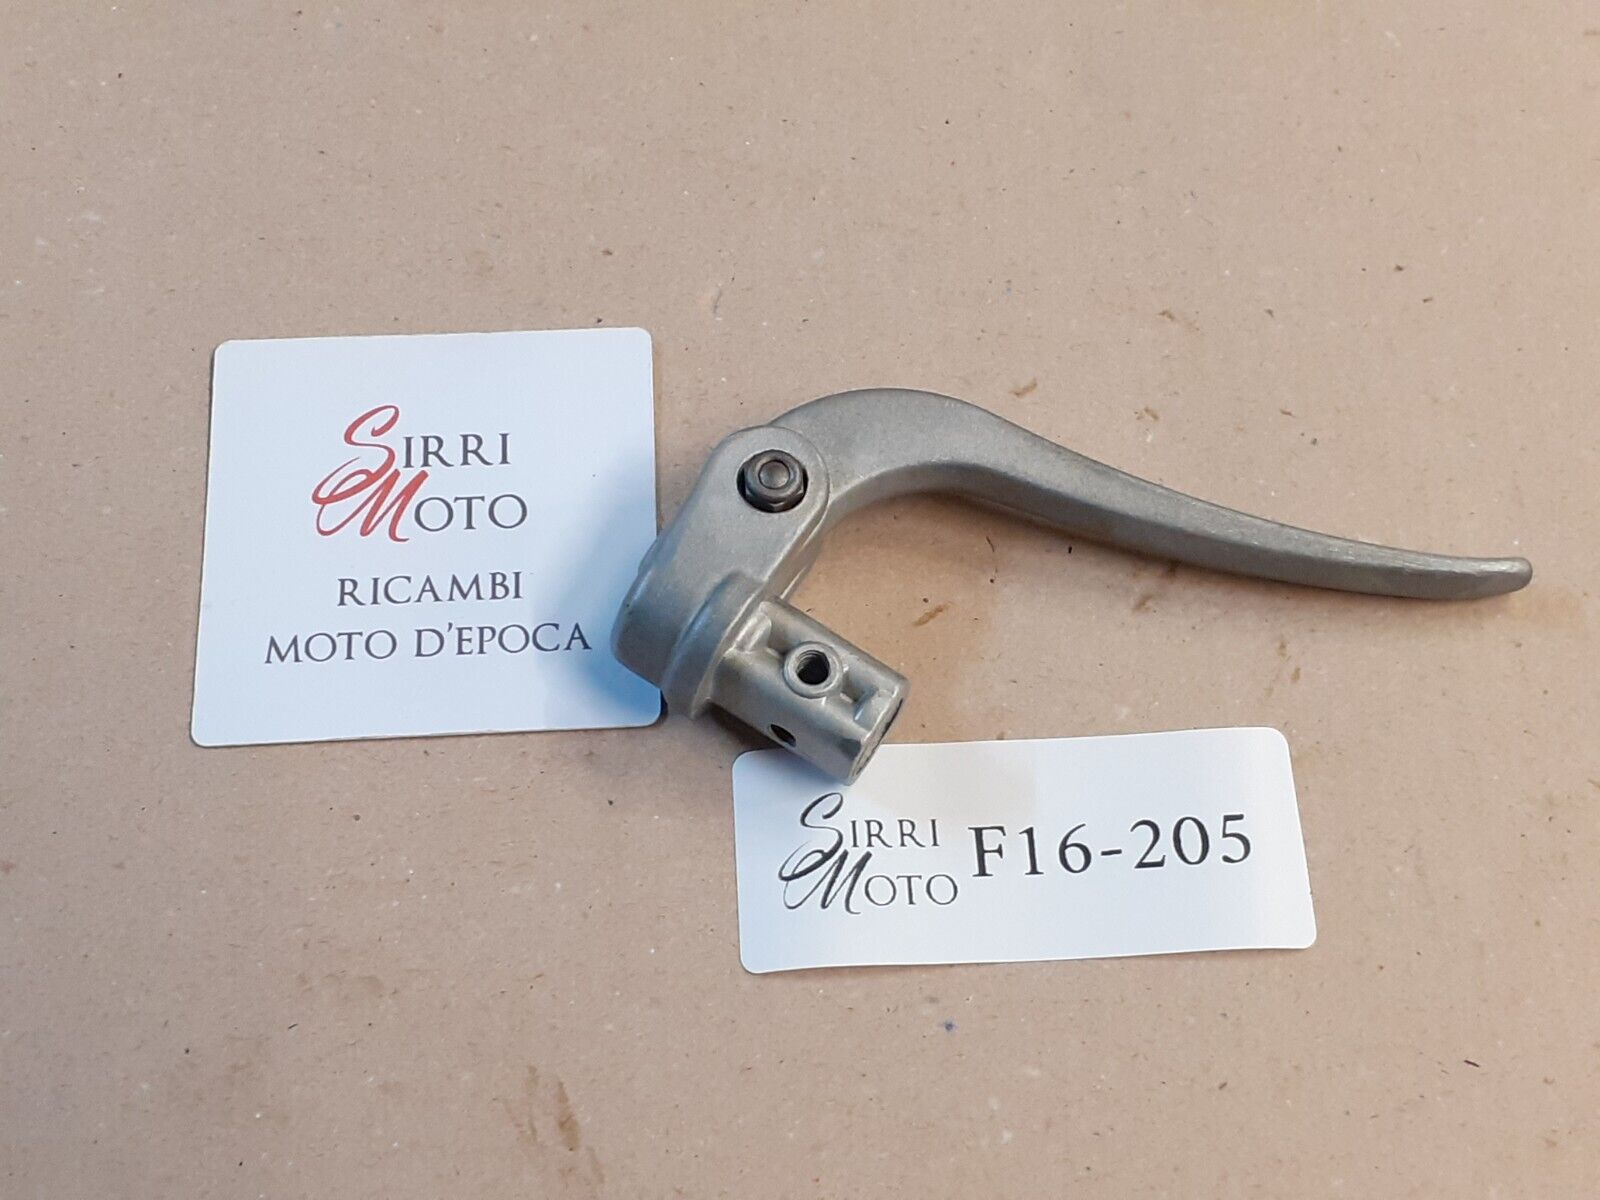 SIRRI
MOTO
RICAMBI
MOTO D'EPOCA
SIRRI
MOTO
F16-205